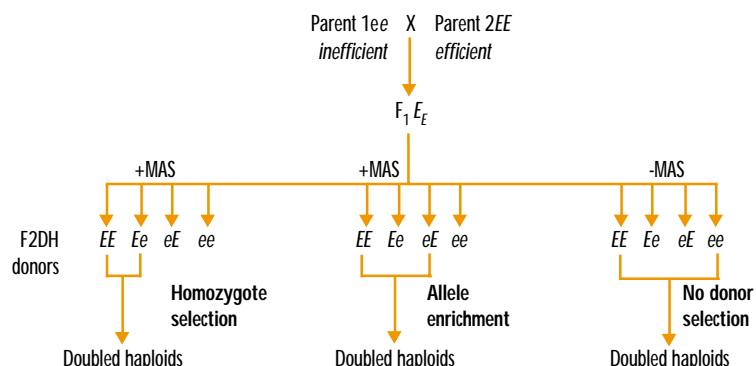 Parent 1ee X Parent 2EE
inefficient efficient
F1 EE
+MAS +MAS -MAS
F2DH donors
EE Ee eE ee EE Ee eE ee EE Ee eE ee
Homozygote selection
Allele enrichment
No donor selection
Doubled haploids Doubled haploids Doubled haploids